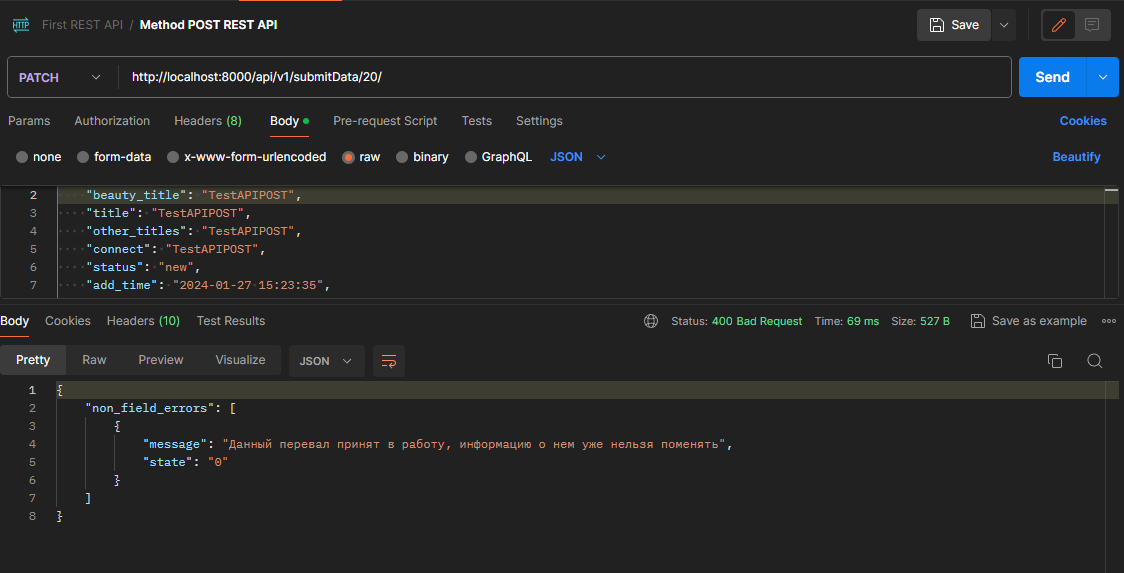 HTTP First REST API / Method POST REST API Save
PATCH http://localhost:8000/api/v1/submitData/20/ Send
Params Authorization Headers (8) Body Pre-request Script Tests Settings Cookies
none form-data x-www-form-urlencoded raw binary GraphQL JSON Beautify
2 "beauty_title": "TestAPIPOST",
3 "title": "TestAPIPOST",
4 "other_titles": "TestAPIPOST",
5 "connect": "TestAPIPOST",
6 "status": "new",
7 "add_time": "2024-01-27 15:23:35",
Body Cookies Headers (10) Test Results Status: 400 Bad Request Time: 69 ms Size: 527 B Save as example
Pretty Raw Preview Visualize JSON
1 {
2 "non_field_errors": [
3 {
4 "message": "Данный перевал принят в работу, информацию о нем уже нельзя поменять",
5 "state": "0"
6 }
7 ]
8 }